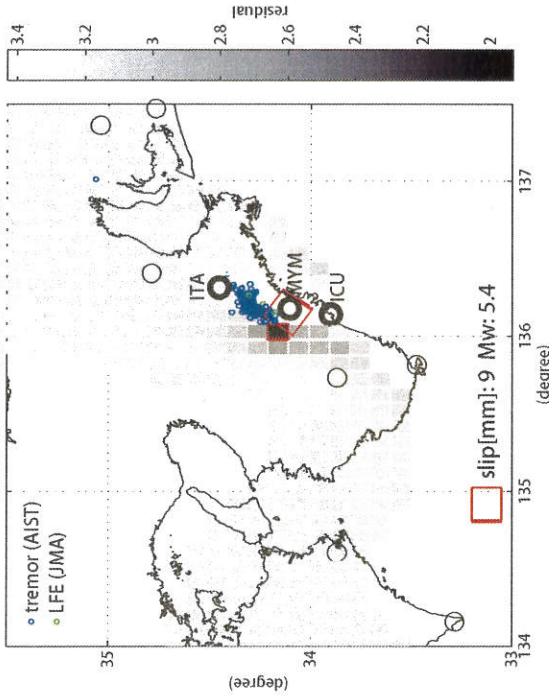 tremor (AIST)
LFE (JMA)
ITA
MYM
ICU
slip[mm]: 9 Mw: 5.4
35
34
33
134
135
136
137
(degree)
(degree)
3.4
3.2
3
2.8
2.6
2.4
2.2
2
residual